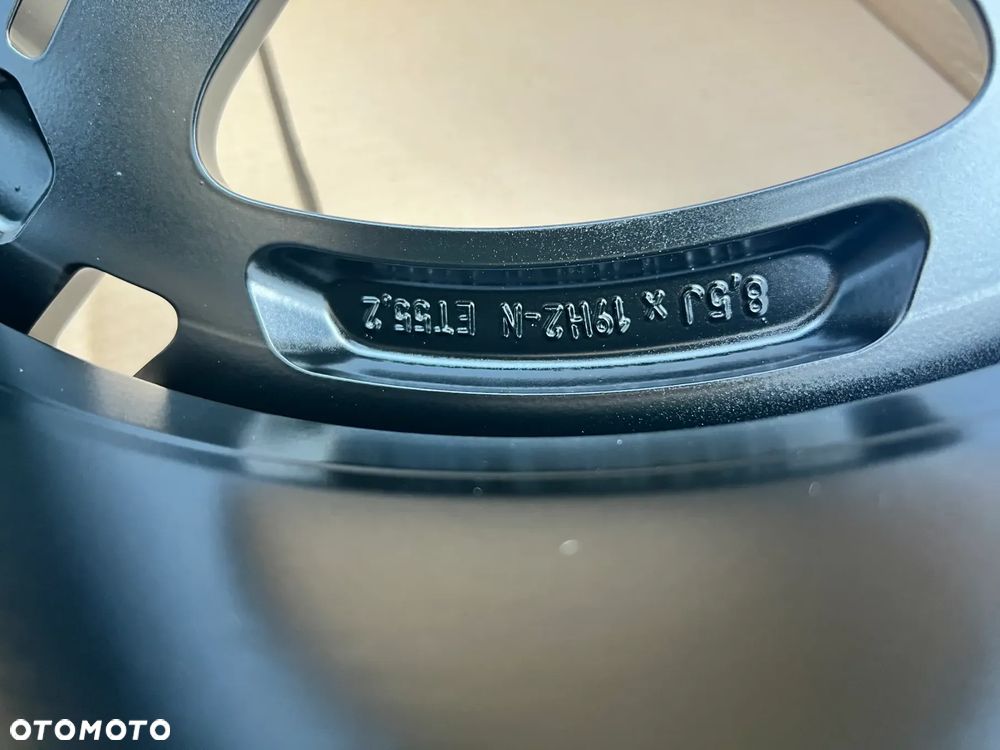 8,5J x 19H2-N ET55,2
OTOMOTO